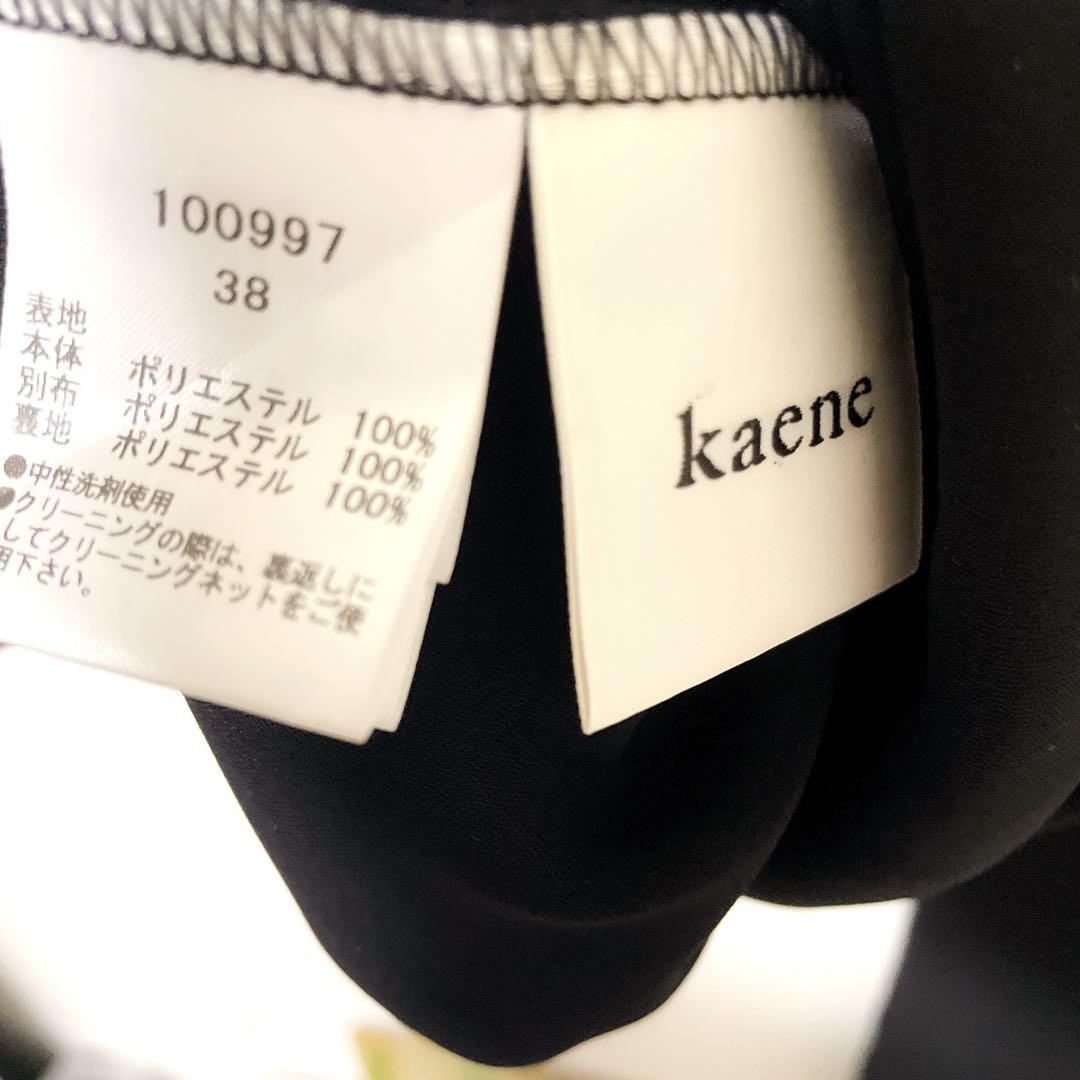 100997
38
表地
本体 ポリエステル 100%
別布 ポリエステル 100%
裏地 ポリエステル 100%
●中性洗剤使用
●クリーニングの際は、裏返しに
してクリーニングネットをご使
用下さい。
kaene